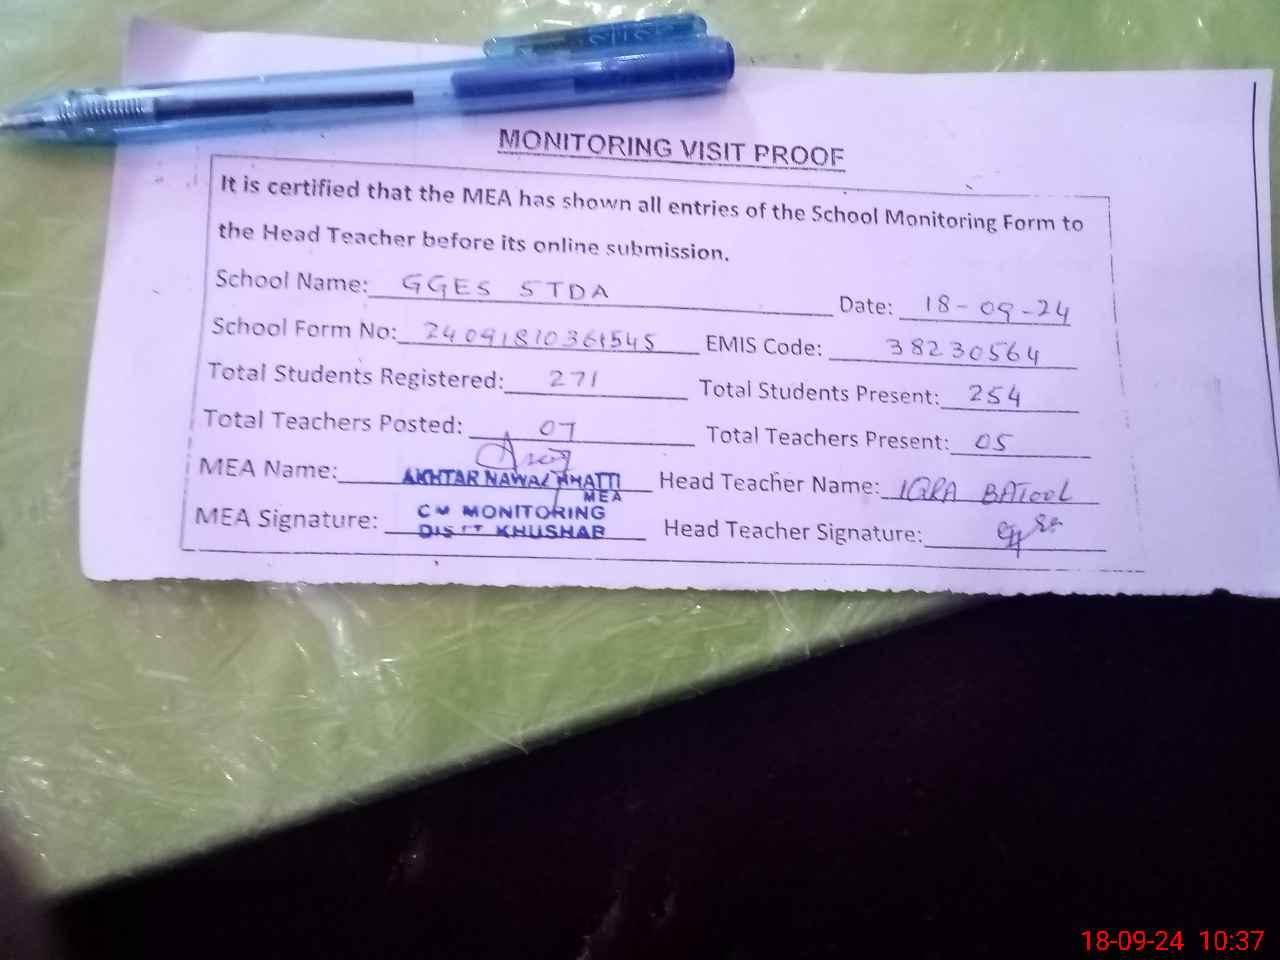 MONITORING VISIT PROOF
It is certified that the MEA has shown all entries of the School Monitoring Form to
the Head Teacher before its online submission.
School Name: GGES STDA Date: 18-09-24
School Form No: EMIS Code: 38230564
Total Students Registered: 271 Total Students Present: 254
Total Teachers Posted: 07 Total Teachers Present: 05
MEA Name: AKHTAR NAWAZ BHATTI Head Teacher Name: IQRA BATOOL
MEA
CM MONITORING
MEA Signature: DISTT KHUSHAB Head Teacher Signature:
18-09-24 10:37